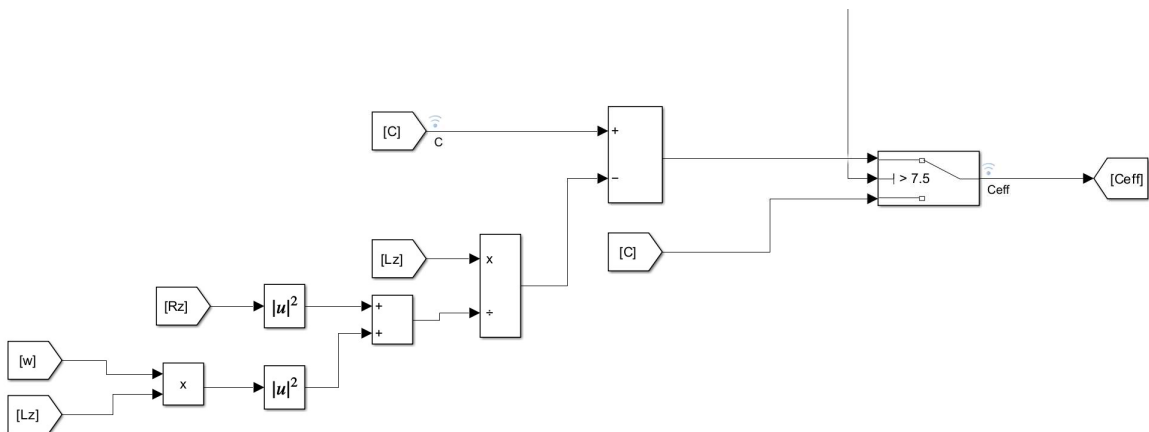 [C]
C
+
−
> 7.5
Ceff
[Ceff]
[C]
[Lz]
x
÷
[Rz]
|u|²
+
+
[w]
x
|u|²
[Lz]